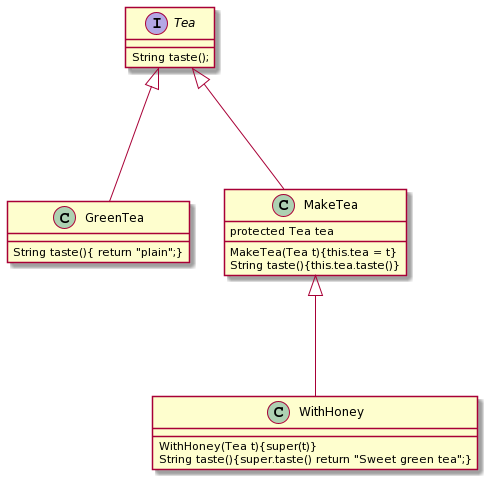 I Tea
String taste();
C GreenTea
String taste(){ return "plain";}
C MakeTea
protected Tea tea
MakeTea(Tea t){this.tea = t}
String taste(){this.tea.taste()}
C WithHoney
WithHoney(Tea t){super(t)}
String taste(){super.taste() return "Sweet green tea";}